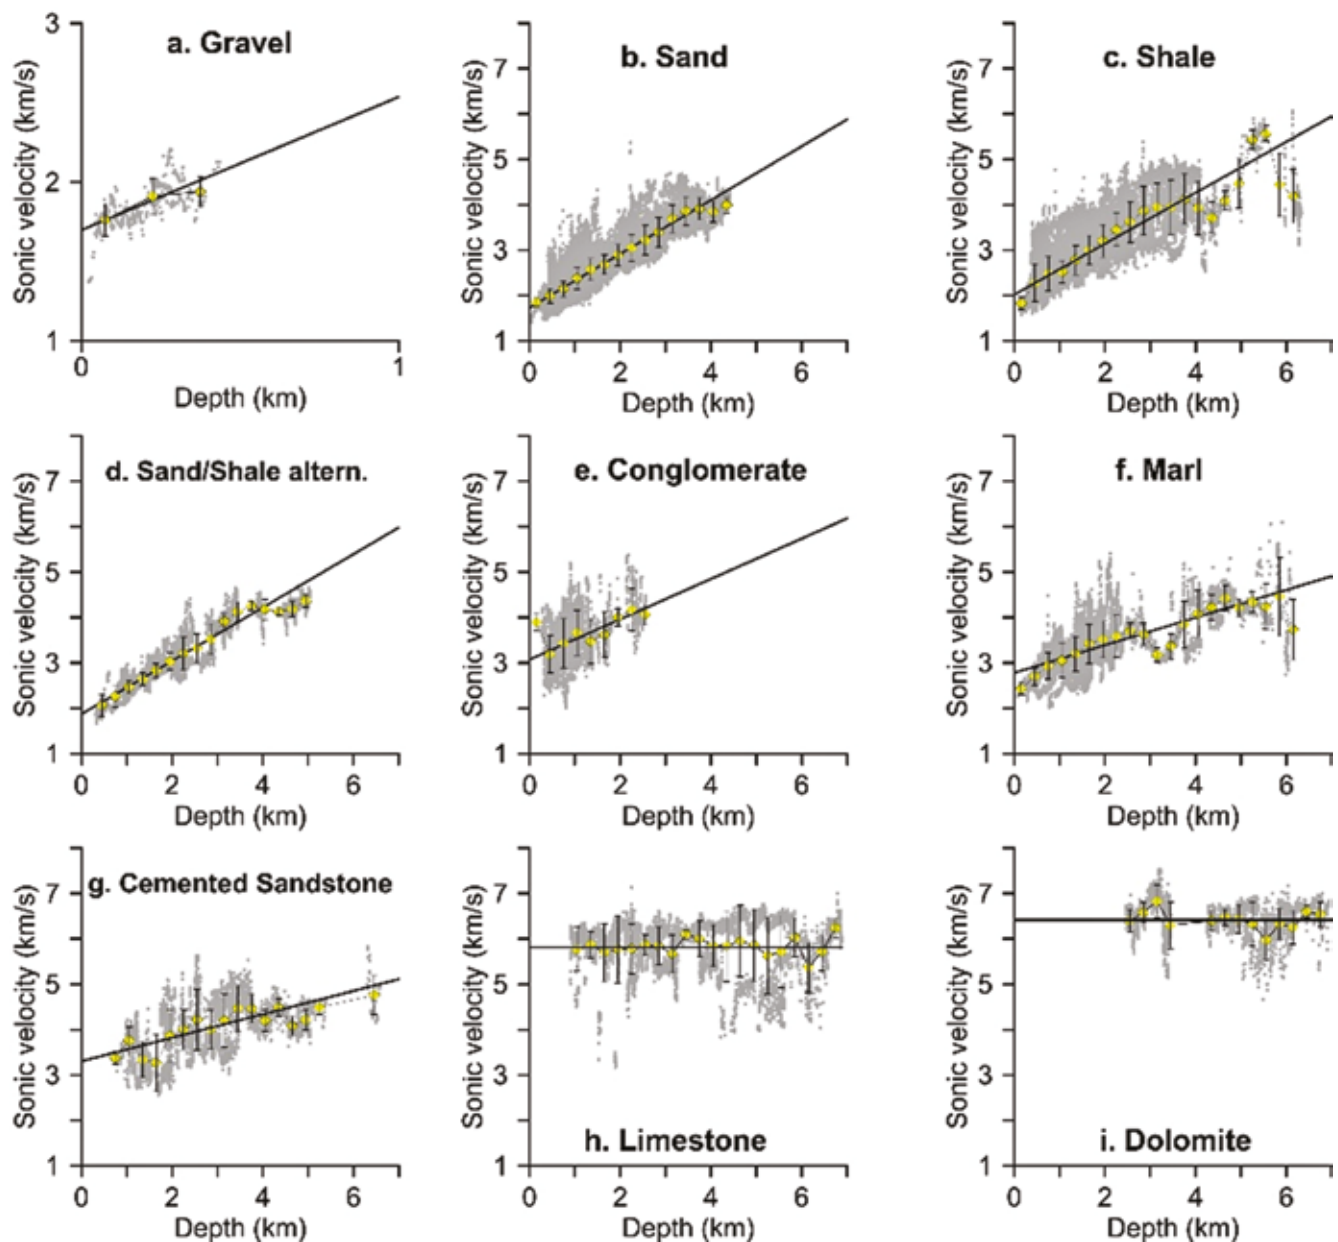 a. Gravel
Sonic velocity (km/s)
3
2
1
0
1
Depth (km)
b. Sand
Sonic velocity (km/s)
7
5
3
1
0 2 4 6
Depth (km)
c. Shale
Sonic velocity (km/s)
7
5
3
1
0 2 4 6
Depth (km)
d. Sand/Shale altern.
Sonic velocity (km/s)
7
5
3
1
0 2 4 6
Depth (km)
e. Conglomerate
Sonic velocity (km/s)
7
5
3
1
0 2 4 6
Depth (km)
f. Marl
Sonic velocity (km/s)
7
5
3
1
0 2 4 6
Depth (km)
g. Cemented Sandstone
Sonic velocity (km/s)
7
5
3
1
0 2 4 6
Depth (km)
Sonic velocity (km/s)
7
5
3
1
h. Limestone
0 2 4 6
Depth (km)
Sonic velocity (km/s)
7
5
3
1
i. Dolomite
0 2 4 6
Depth (km)